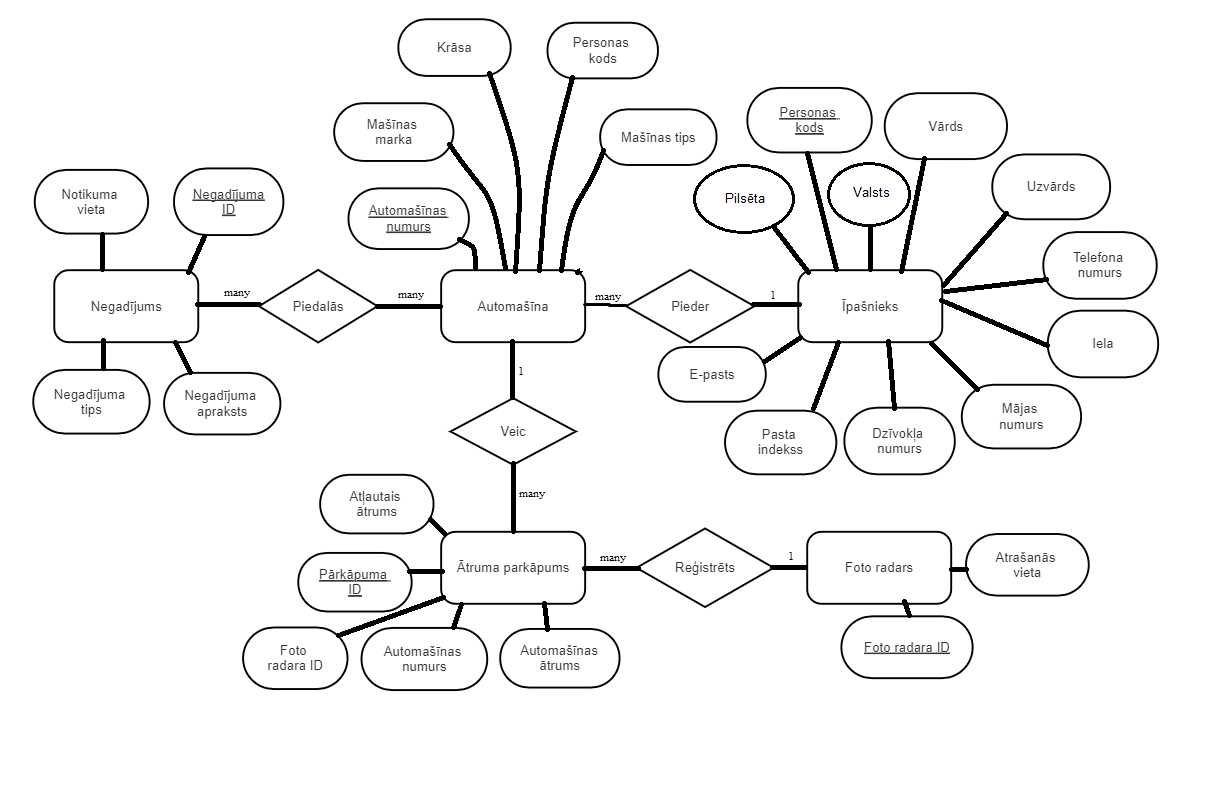 Krāsa
Personas
kods
Mašīnas
marka
Mašīnas tips
Automašīnas
numurs
Personas
kods
Vārds
Pilsēta
Valsts
Uzvārds
Telefona
numurs
Iela
Mājas
numurs
Dzīvokļa
numurs
Pasta
indekss
E-pasts
Notikuma
vieta
Negadījuma
ID
Negadījums
many
Piedalās
many
Automašīna
many
Pieder
1
Īpašnieks
Negadījuma
tips
Negadījuma
apraksts
1
Veic
many
Atļautais
ātrums
Pārkāpuma
ID
Ātruma parkāpums
many
Reģistrēts
1
Foto radars
Atrašanās
vieta
Foto
radara ID
Automašīnas
numurs
Automašīnas
ātrums
Foto radara ID